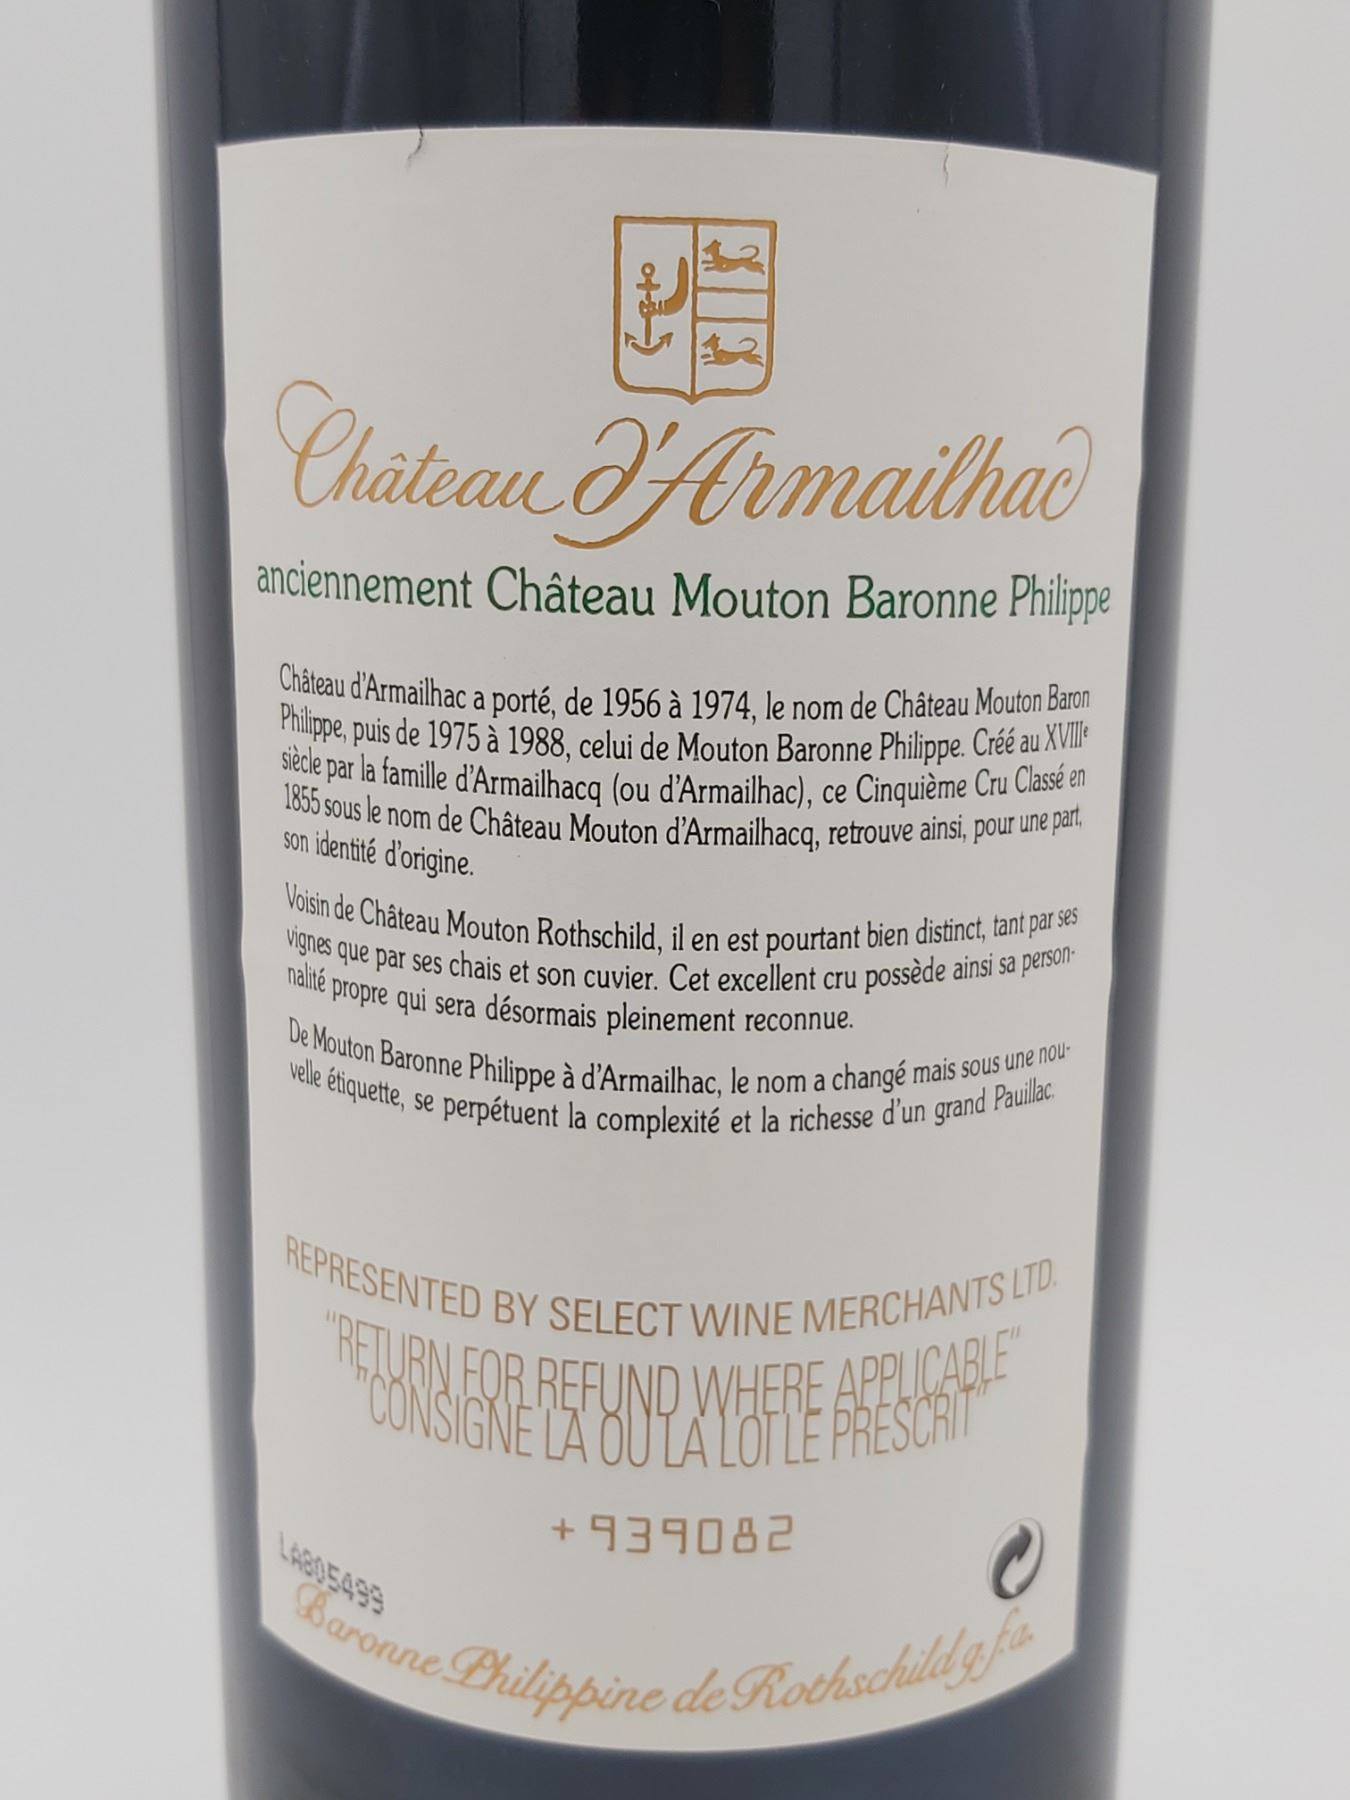 Château d'Armailhac
anciennement Château Mouton Baronne Philippe
Château d'Armailhac a porté, de 1956 à 1974, le nom de Château Mouton Baron
Philippe, puis de 1975 à 1988, celui de Mouton Baronne Philippe. Créé au XVIIIᵉ
siècle par la famille d'Armailhacq (ou d'Armailhac), ce Cinquième Cru Classé en
1855 sous le nom de Château Mouton d'Armailhacq, retrouve ainsi, pour une part,
son identité d'origine.
Voisin de Château Mouton Rothschild, il en est pourtant bien distinct, tant par ses
vignes que par ses chais et son cuvier. Cet excellent cru possède ainsi sa person-
nalité propre qui sera désormais pleinement reconnue.
De Mouton Baronne Philippe à d'Armailhac, le nom a changé mais sous une nou-
velle étiquette, se perpétuent la complexité et la richesse d'un grand Pauillac.
REPRESENTED BY SELECT WINE MERCHANTS LTD.
"RETURN FOR REFUND WHERE APPLICABLE"
"CONSIGNE LA OU LA LOI LE PRESCRIT"
+939082
LA805499
Baronne Philippine de Rothschild g.f.a.